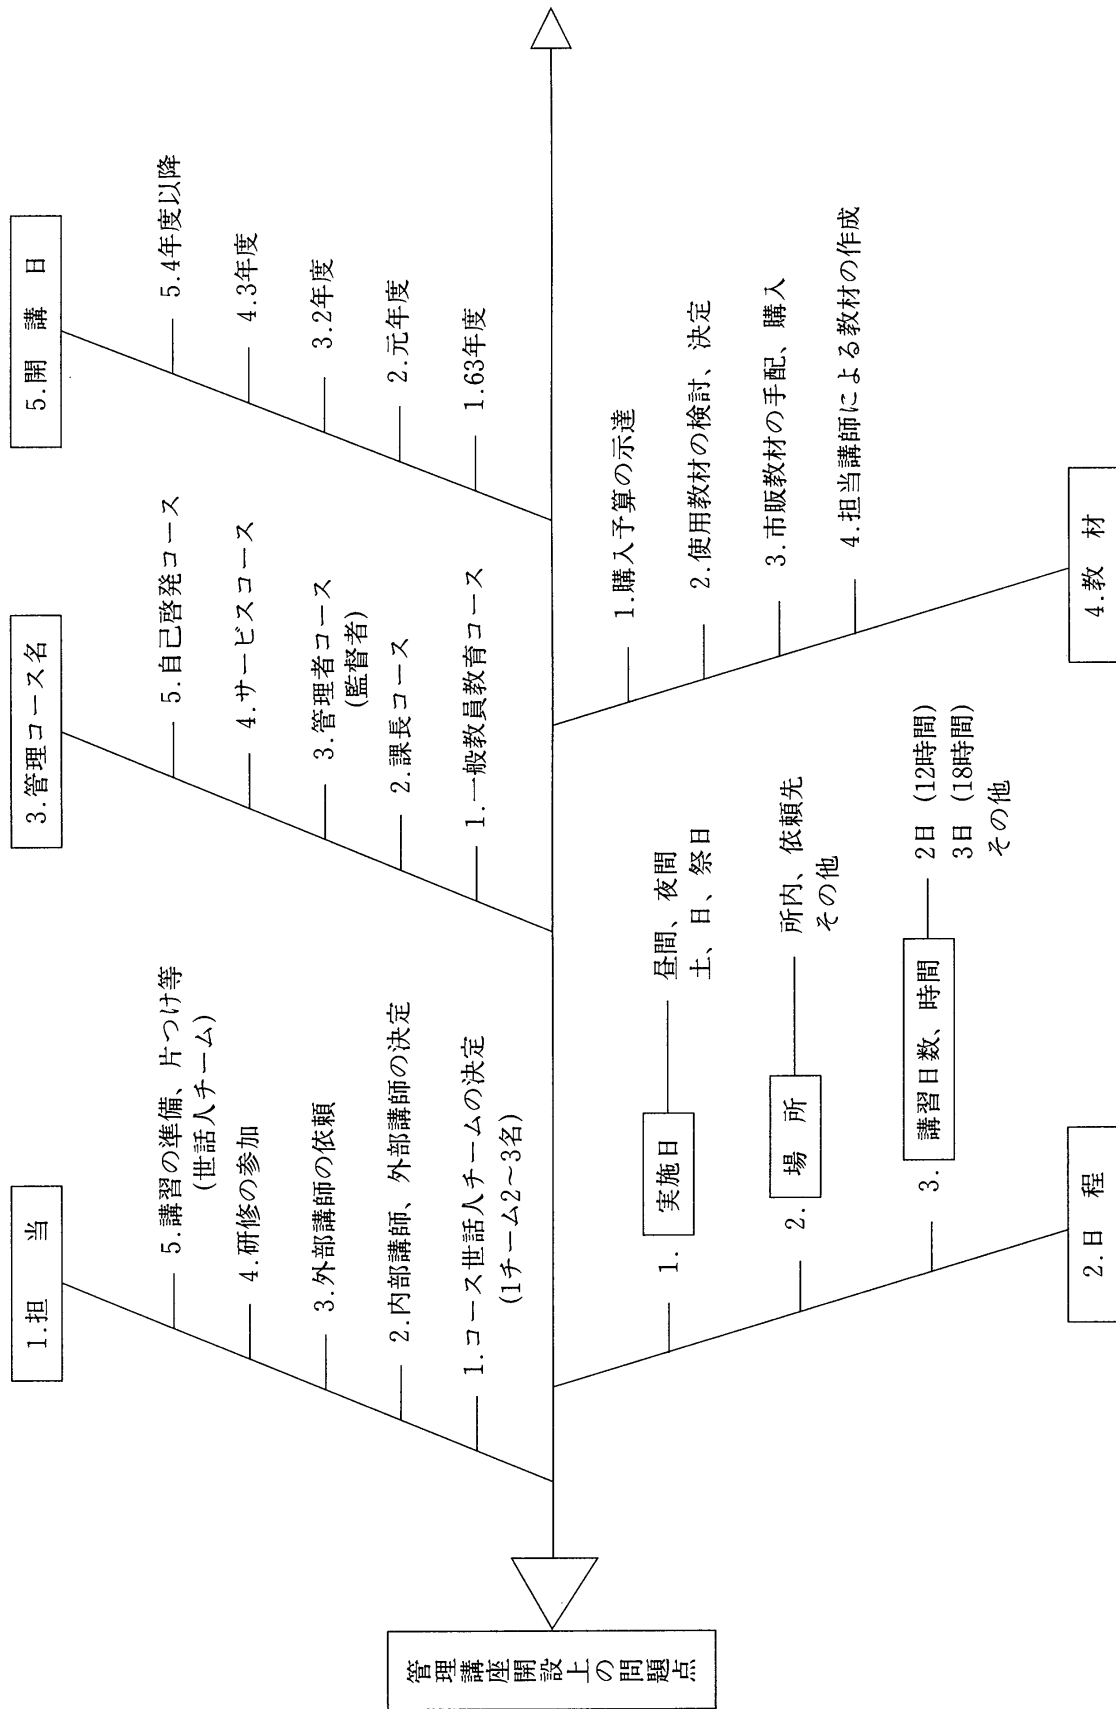 管理講座開設上の問題点
1.担　当
5.講習の準備、片つけ等
(世話人チーム)
4.研修の参加
3.外部講師の依頼
2.内部講師、外部講師の決定
1.コース世話人チームの決定
(1チーム2~3名)
2.日　程
1.
実施日
昼間、夜間
土、日、祭日
2.
場　所
所内、依頼先
その他
3.
講習日数、時間
2日 (12時間)
3日 (18時間)
その他
3.管理コース名
5.自己啓発コース
4.サービスコース
3.管理者コース
(監督者)
2.課長コース
1.一般教員教育コース
4.教　材
1.購入予算の示達
2.使用教材の検討、決定
3.市販教材の手配、購入
4.担当講師による教材の作成
5.開　講　日
5.4年度以降
4.3年度
3.2年度
2.元年度
1.63年度